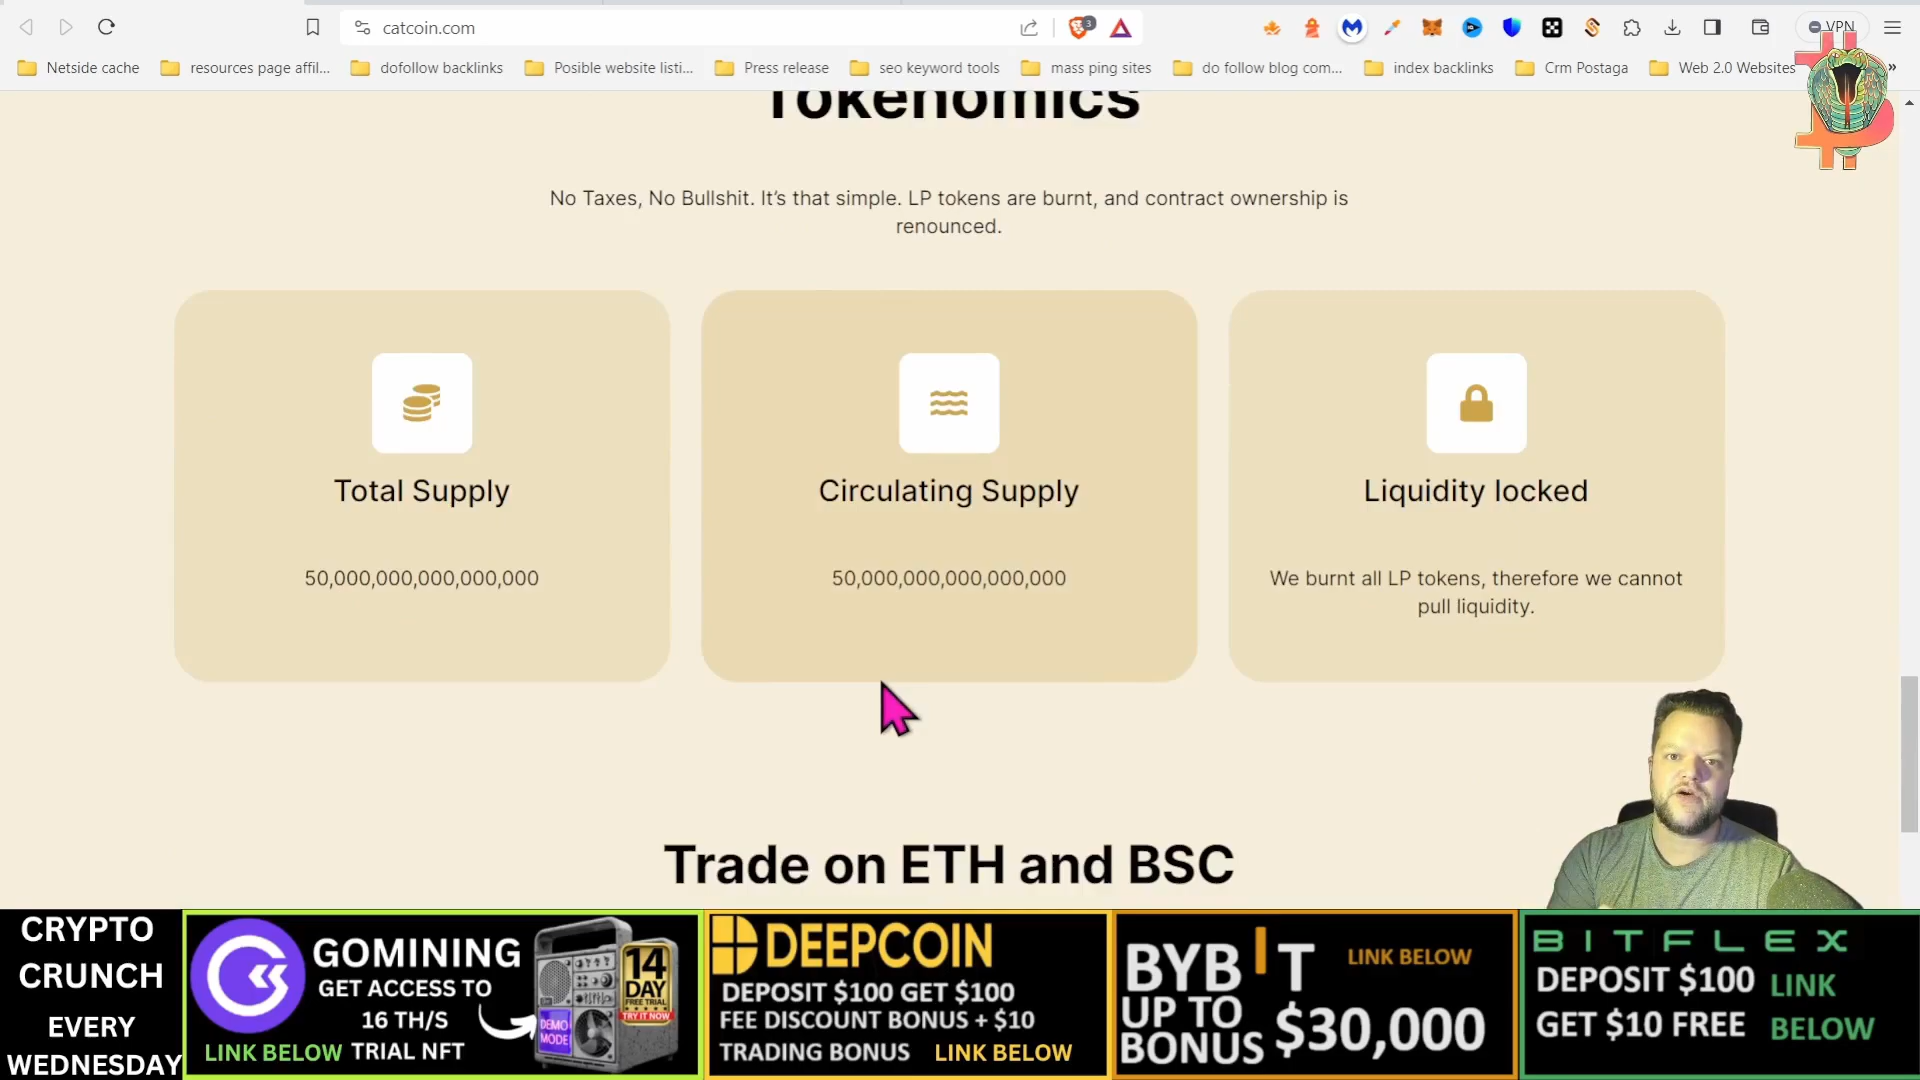 catcoin.com
3
VPN
Netside cache
resources page affil...
dofollow backlinks
Posible website listi...
Press release
seo keyword tools
mass ping sites
do follow blog com...
index backlinks
Crm Postaga
Web 2.0 Websites
»
Tokenomics
No Taxes, No Bullshit. It’s that simple. LP tokens are burnt, and contract ownership is
renounced.
Total Supply
50,000,000,000,000,000
Circulating Supply
50,000,000,000,000,000
Liquidity locked
We burnt all LP tokens, therefore we cannot
pull liquidity.
Trade on ETH and BSC
CRYPTO
CRUNCH
EVERY
WEDNESDAY
GOMINING
GET ACCESS TO
16 TH/S
LINK BELOW TRIAL NFT
DEMO
MODE
14
DAY
FREE TRIAL
TRY IT NOW
DEEPCOIN
DEPOSIT $100 GET $100
FEE DISCOUNT BONUS + $10
TRADING BONUS LINK BELOW
BYBIT LINK BELOW
UP TO
BONUS $30,000
BITFLEX
DEPOSIT $100 LINK
GET $10 FREE BELOW